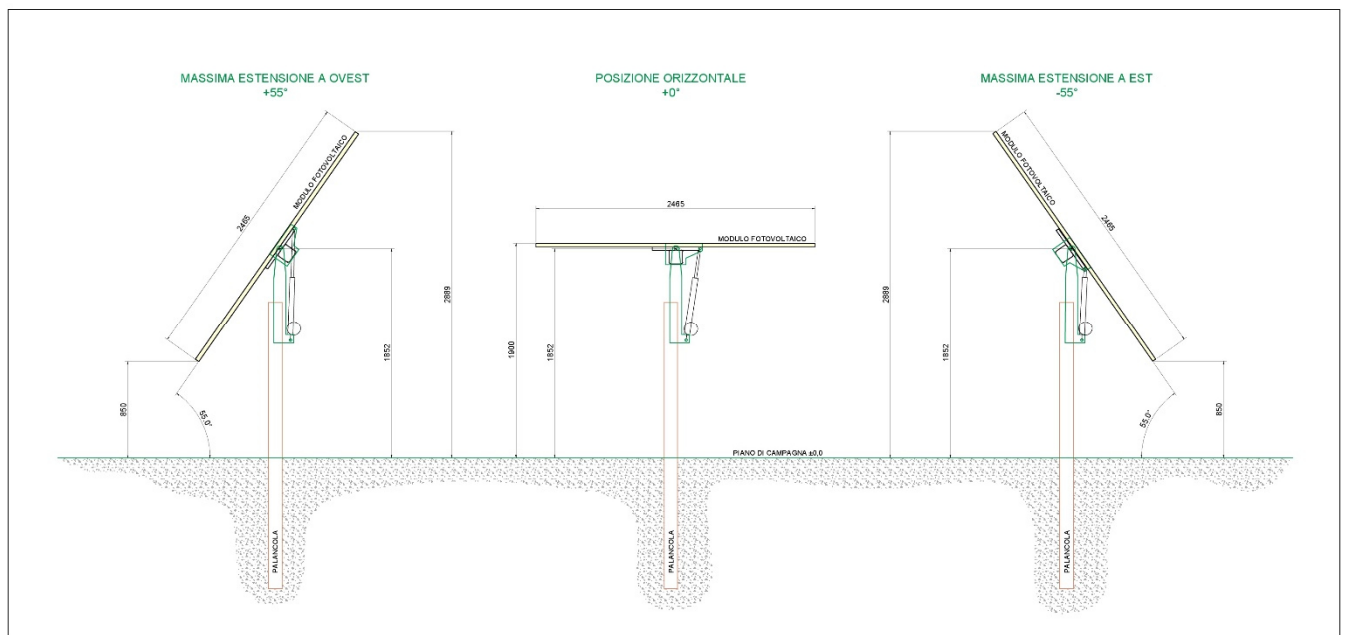 MASSIMA ESTENSIONE A OVEST
+55°
MODULO FOTOVOLTAICO
2465
2889
1852
850
55.0°
PALANCOLA
POSIZIONE ORIZZONTALE
+0°
2465
MODULO FOTOVOLTAICO
1900
1852
PIANO DI CAMPAGNA ±0,0
PALANCOLA
MASSIMA ESTENSIONE A EST
-55°
MODULO FOTOVOLTAICO
2465
2889
1852
850
55.0°
PALANCOLA